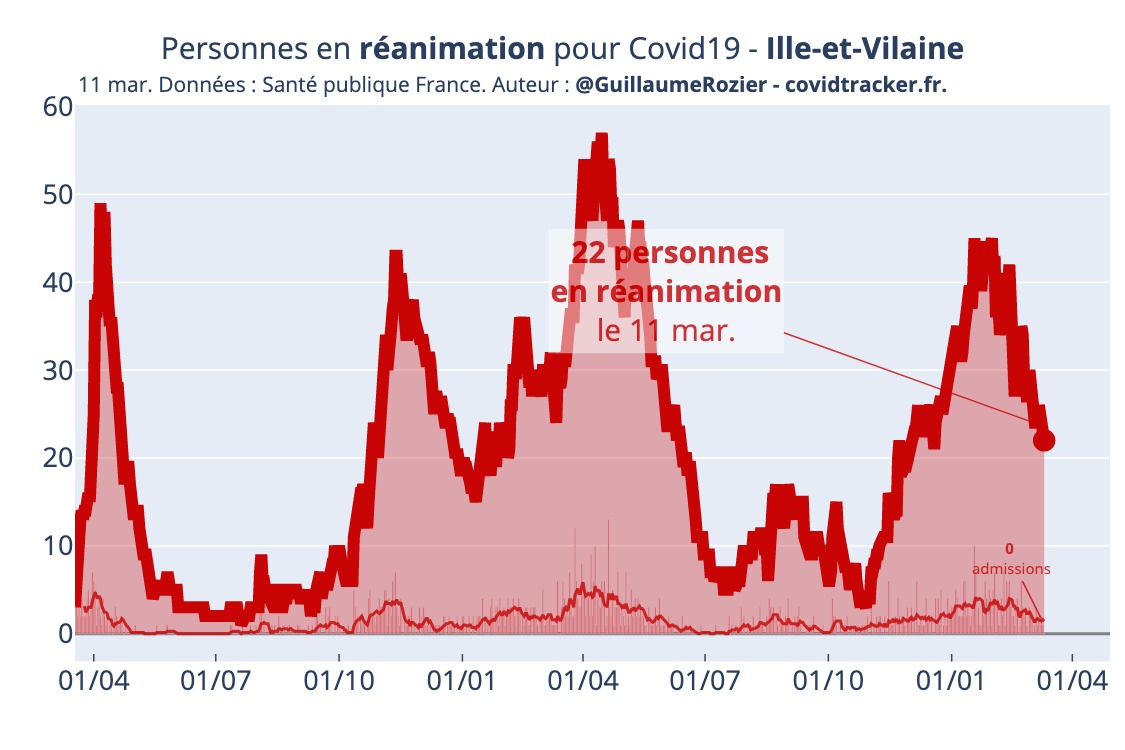 Personnes en réanimation pour Covid19 - Ille-et-Vilaine
11 mar. Données : Santé publique France. Auteur : @GuillaumeRozier - covidtracker.fr.
60
50
40
30
20
10
0
22 personnes
en réanimation
le 11 mar.
0
admissions
01/04
01/07
01/10
01/01
01/04
01/07
01/10
01/01
01/04